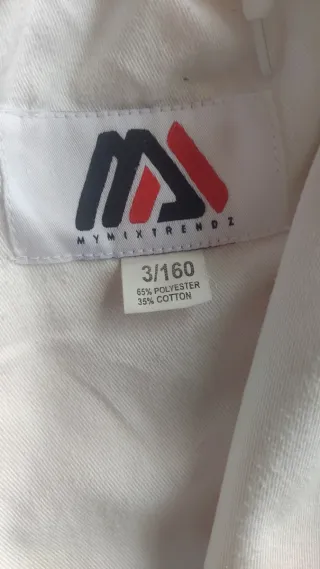 MYMIXTRENDZ
3/160
65% POLYESTER
35% COTTON